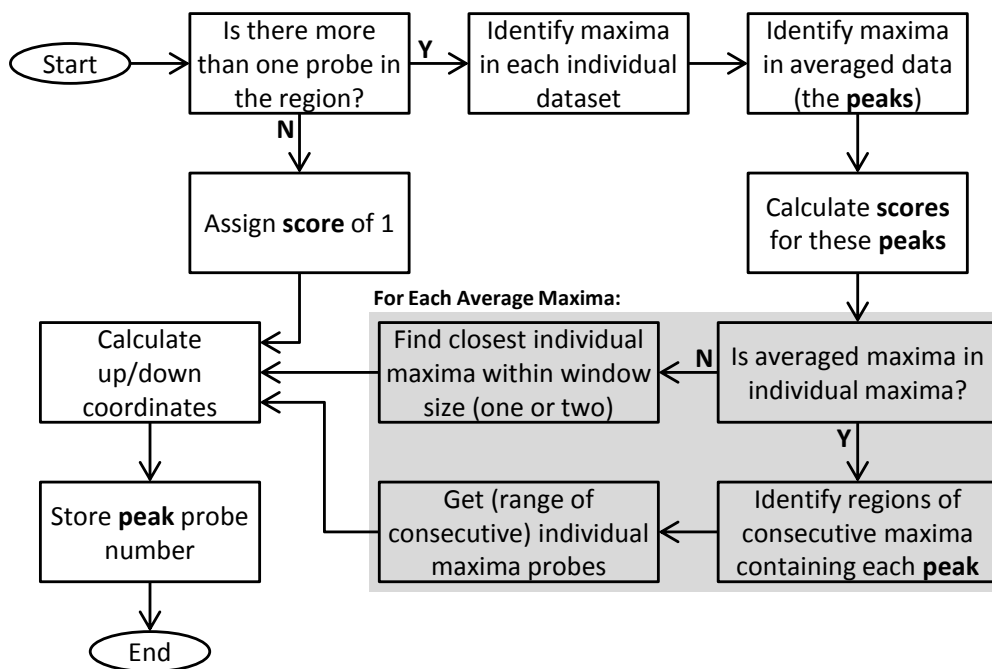 Start
Is there more
than one probe in
the region?
Y
Identify maxima
in each individual
dataset
Identify maxima
in averaged data
(the peaks)
N
Assign score of 1
Calculate scores
for these peaks
For Each Average Maxima:
Calculate
up/down
coordinates
Find closest individual
maxima within window
size (one or two)
N
Is averaged maxima in
individual maxima?
Y
Store peak probe
number
Get (range of
consecutive) individual
maxima probes
Identify regions of
consecutive maxima
containing each peak
End